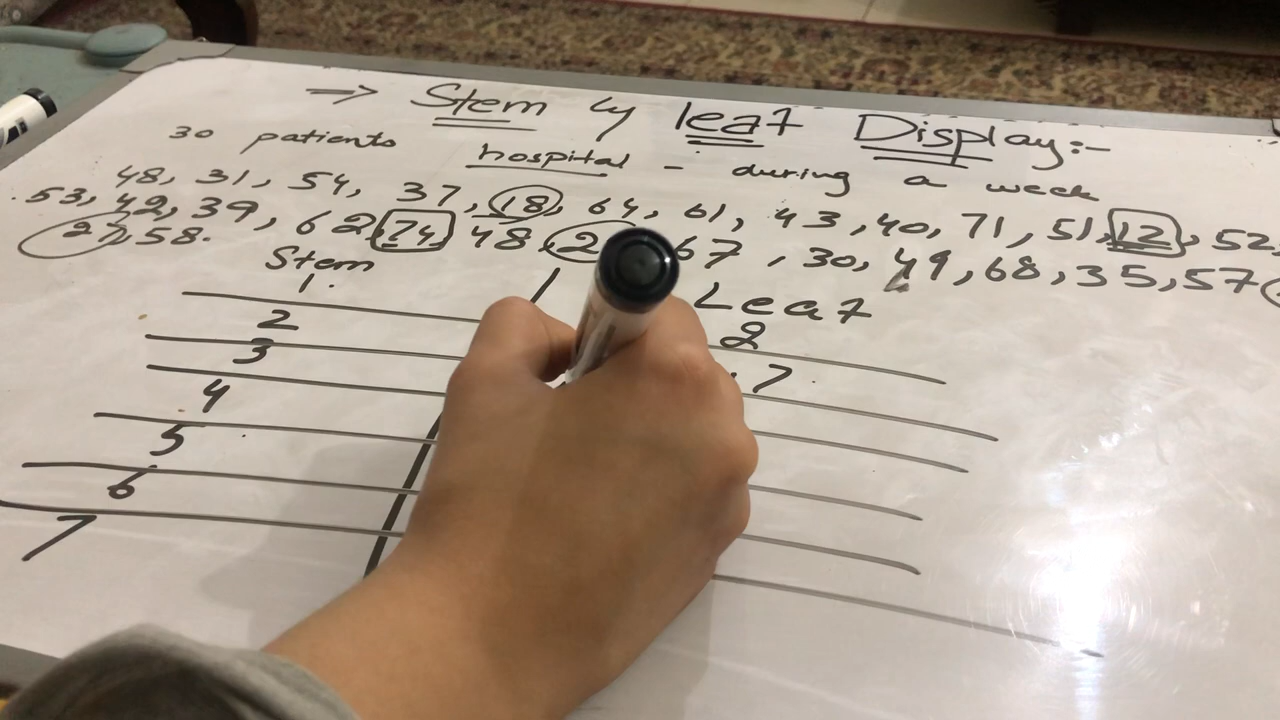 => Stem by leaf Display:-
30 patients hospital - during a week
48, 31, 54, 37, 18, 64, 61, 43, 40, 71, 51, 12, 52,
53, 42, 39, 62 74, 48, 2 67, 30, 49, 68, 35, 57
27, 58.
Stem Leaf
1.
2 2
3 7
4
5
6
7